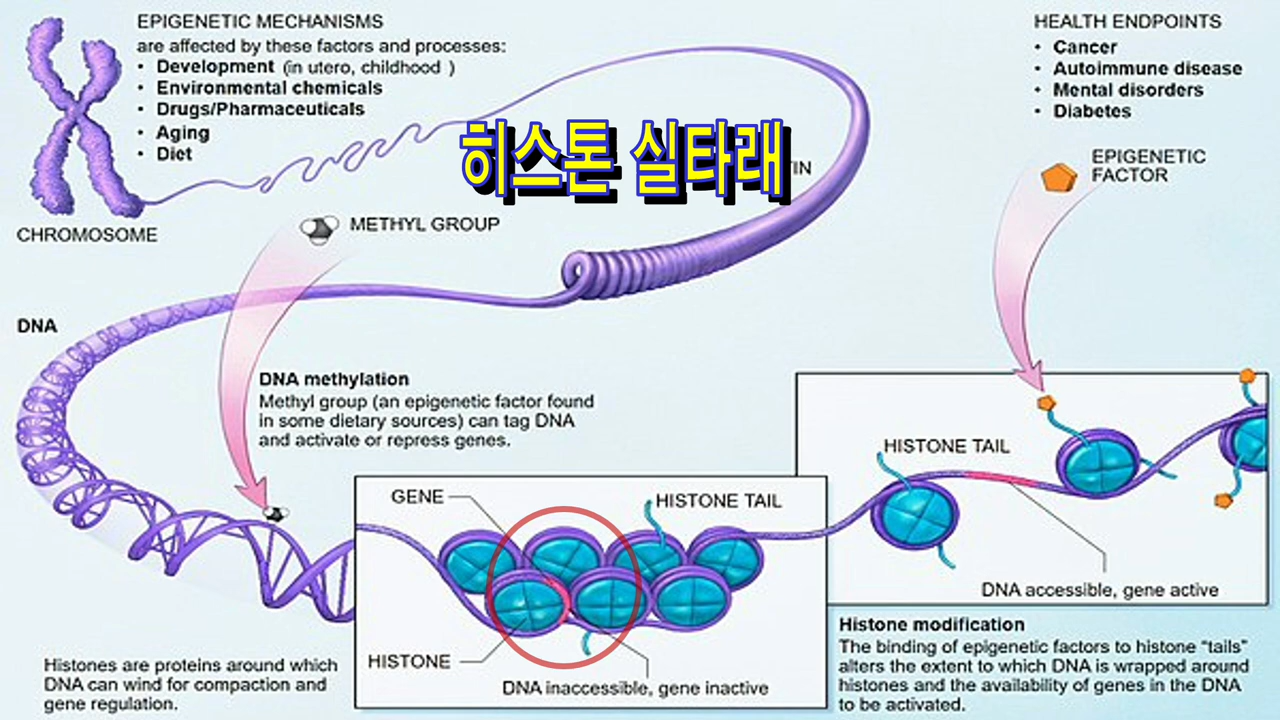 EPIGENETIC MECHANISMS
are affected by these factors and processes:
• Development (in utero, childhood )
• Environmental chemicals
• Drugs/Pharmaceuticals
• Aging
• Diet
CHROMOSOME
HEALTH ENDPOINTS
• Cancer
• Autoimmune disease
• Mental disorders
• Diabetes
히스톤 실타래
EPIGENETIC
FACTOR
METHYL GROUP
DNA
DNA methylation
Methyl group (an epigenetic factor found
in some dietary sources) can tag DNA
and activate or repress genes.
GENE
HISTONE TAIL
HISTONE
DNA inaccessible, gene inactive
HISTONE TAIL
DNA accessible, gene active
Histones are proteins around which
DNA can wind for compaction and
gene regulation.
Histone modification
The binding of epigenetic factors to histone “tails”
alters the extent to which DNA is wrapped around
histones and the availability of genes in the DNA
to be activated.